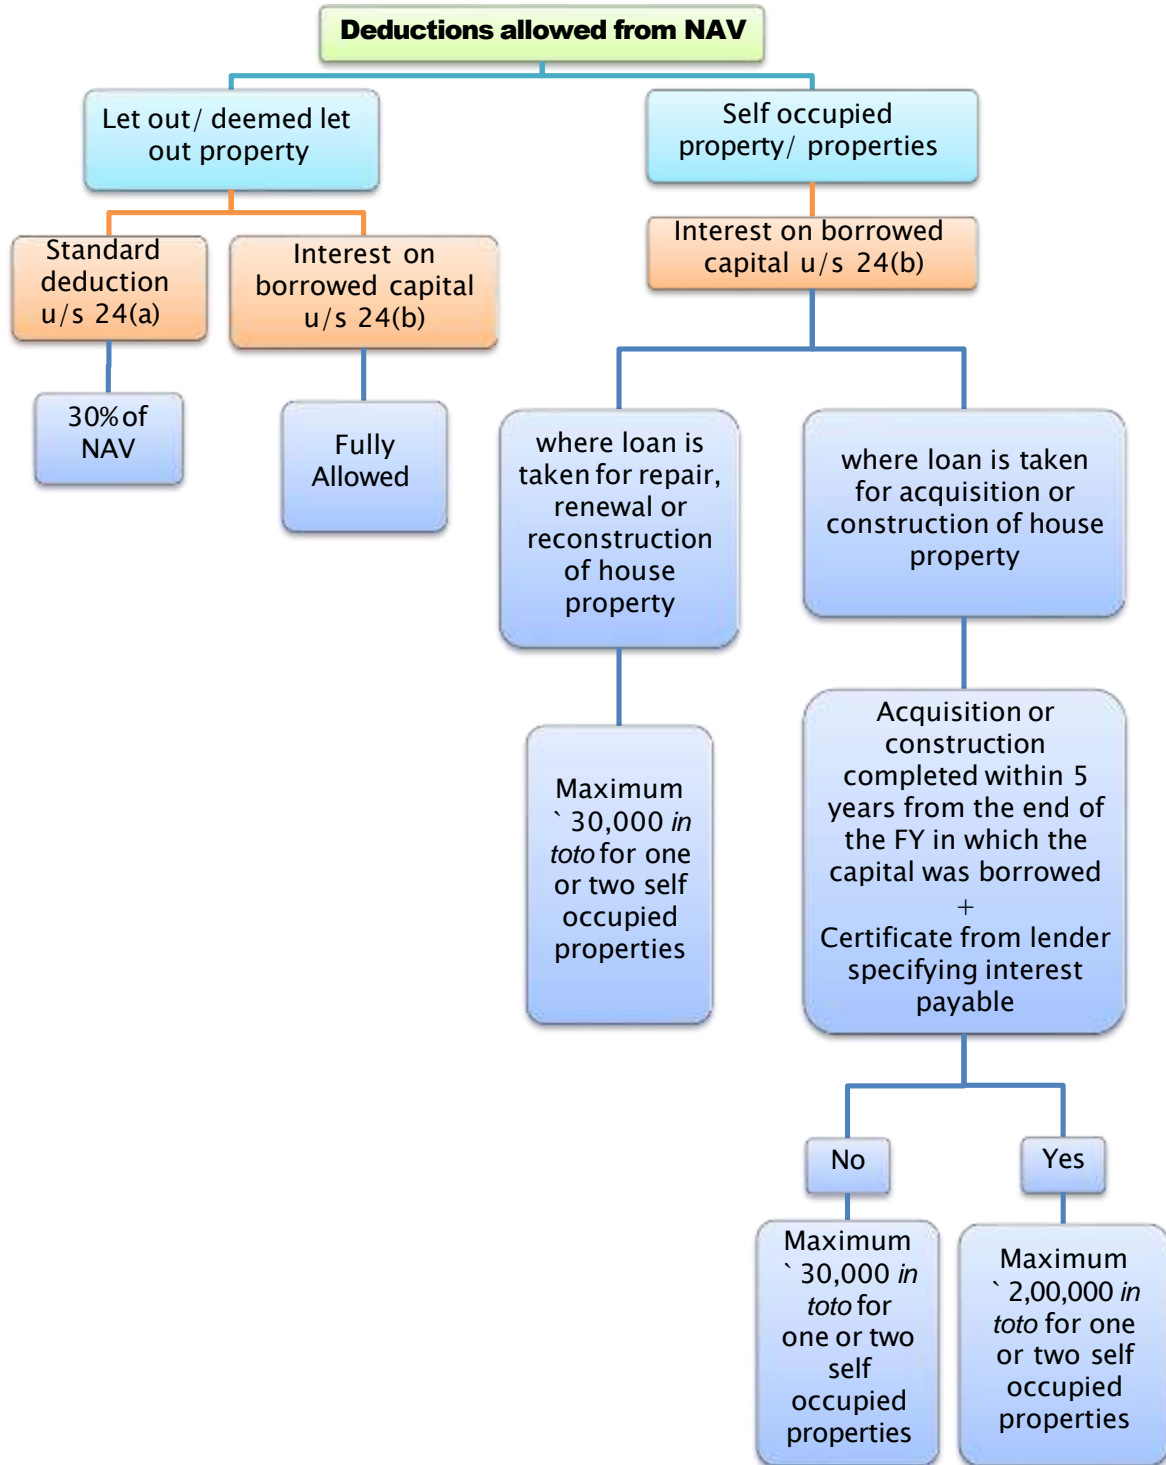 Deductions allowed from NAV
Let out/ deemed let
out property
Self occupied
property/ properties
Standard
deduction
u/s 24(a)
Interest on
borrowed capital
u/s 24(b)
Interest on borrowed
capital u/s 24(b)
30% of
NAV
Fully
Allowed
where loan is
taken for repair,
renewal or
reconstruction
of house
property
where loan is taken
for acquisition or
construction of house
property
Maximum
` 30,000 in
toto for one
or two self
occupied
properties
Acquisition or
construction
completed within 5
years from the end of
the FY in which the
capital was borrowed
+
Certificate from lender
specifying interest
payable
No
Yes
Maximum
` 30,000 in
toto for
one or two
self
occupied
properties
Maximum
` 2,00,000 in
toto for one
or two self
occupied
properties